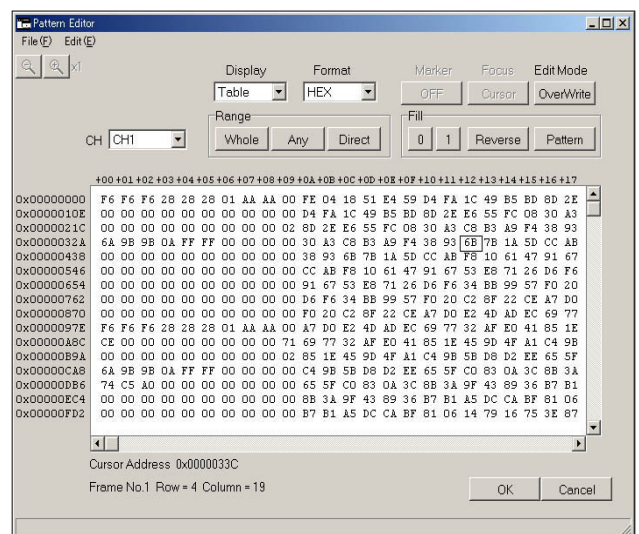 Pattern Editor
File(F) Edit(E)
x1
Display Format Marker Focus Edit Mode
Table HEX OFF Cursor OverWrite
Range Fill
CH CH1 Whole Any Direct 0 1 Reverse Pattern
+00 +01 +02 +03 +04 +05 +06 +07 +08 +09 +0A +0B +0C +0D +0E +0F +10 +11 +12 +13 +14 +15 +16 +17
0x00000000 F6 F6 F6 28 28 28 01 AA AA 00 FE 04 18 51 E4 59 D4 FA 1C 49 B5 BD 8D 2E
0x0000010E 00 00 00 00 00 00 00 00 00 00 D4 FA 1C 49 B5 BD 8D 2E E6 55 FC 08 30 A3
0x0000021C 00 00 00 00 00 00 00 00 00 02 8D 2E E6 55 FC 08 30 A3 C8 B3 A9 F4 38 93
0x0000032A 6A 9B 9B 0A FF FF 00 00 00 00 30 A3 C8 B3 A9 F4 38 93 6B 7B 1A 5D CC AB
0x00000438 00 00 00 00 00 00 00 00 00 00 38 93 6B 7B 1A 5D CC AB F8 10 61 47 91 67
0x00000546 00 00 00 00 00 00 00 00 00 00 CC AB F8 10 61 47 91 67 53 E8 71 26 D6 F6
0x00000654 00 00 00 00 00 00 00 00 00 00 91 67 53 E8 71 26 D6 F6 34 BB 99 57 F0 20
0x00000762 00 00 00 00 00 00 00 00 00 00 D6 F6 34 BB 99 57 F0 20 C2 8F 22 CE A7 D0
0x00000870 00 00 00 00 00 00 00 00 00 00 F0 20 C2 8F 22 CE A7 D0 E2 4D AD EC 69 77
0x0000097E F6 F6 F6 28 28 28 01 AA AA 00 A7 D0 E2 4D AD EC 69 77 32 AF E0 41 85 1E
0x00000A8C CE 00 00 00 00 00 00 00 00 71 69 77 32 AF E0 41 85 1E 45 9D 4F A1 C4 9B
0x00000B9A 00 00 00 00 00 00 00 00 00 02 85 1E 45 9D 4F A1 C4 9B 5B D8 D2 EE 65 5F
0x00000CA8 6A 9B 9B 0A FF FF 00 00 00 00 C4 9B 5B D8 D2 EE 65 5F C0 83 0A 3C 8B 3A
0x00000DB6 74 C5 A0 00 00 00 00 00 00 00 65 5F C0 83 0A 3C 8B 3A 9F 43 89 36 B7 B1
0x00000EC4 00 00 00 00 00 00 00 00 00 00 8B 3A 9F 43 89 36 B7 B1 A5 DC CA BF 81 06
0x00000FD2 00 00 00 00 00 00 00 00 00 00 B7 B1 A5 DC CA BF 81 06 14 79 16 75 3E 87
Cursor Address 0x0000033C
Frame No.1 Row = 4 Column = 19
OK Cancel